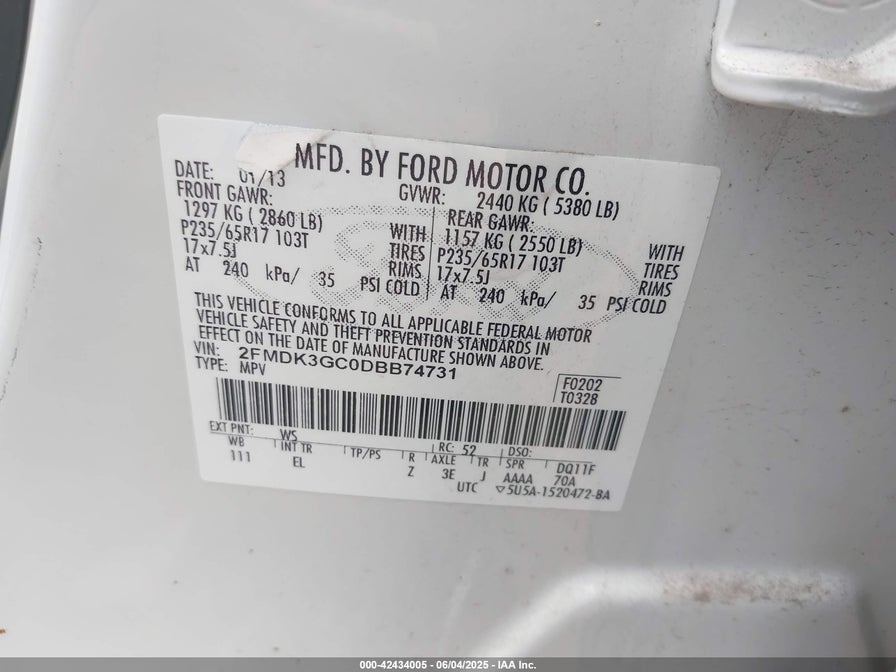 MFD. BY FORD MOTOR CO.
DATE: 01/13 GVWR: 2440 KG ( 5380 LB)
FRONT GAWR: REAR GAWR:
1297 KG ( 2860 LB) WITH 1157 KG ( 2550 LB) WITH
P235/65R17 103T TIRES P235/65R17 103T TIRES
17x7.5J RIMS 17x7.5J RIMS
AT 240 kPa/ 35 PSI COLD AT 240 kPa/ 35 PSI COLD
THIS VEHICLE CONFORMS TO ALL APPLICABLE FEDERAL MOTOR
VEHICLE SAFETY AND THEFT PREVENTION STANDARDS IN
EFFECT ON THE DATE OF MANUFACTURE SHOWN ABOVE.
VIN: 2FMDK3GC0DBB74731
TYPE: MPV
F0202
T0328
EXT PNT: WS RC: 52 DSO:
WB INT TR TP/PS R AXLE TR SPR DQ11F
111 EL Z 3E J AAAA 70A
UTC ▽5U5A-1520472-BA
000-42434005 - 06/04/2025 - IAA Inc.